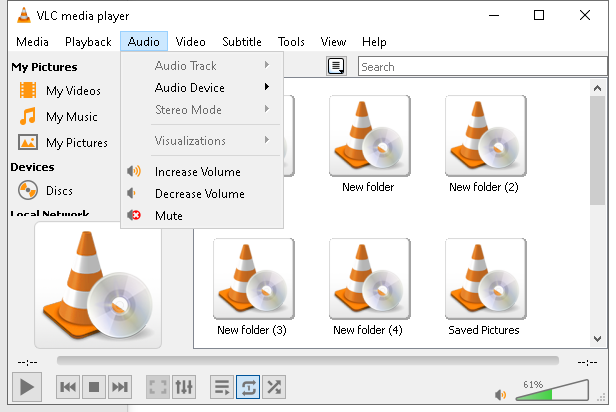 VLC media player
Media Playback Audio Video Subtitle Tools View Help
My Pictures
My Videos
My Music
My Pictures
Devices
Discs
Local Network
Audio Track
Audio Device
Stereo Mode
Visualizations
Increase Volume
Decrease Volume
Mute
Search
New folder
New folder (2)
New folder (3)
New folder (4)
Saved Pictures
--:--
--:--
61%